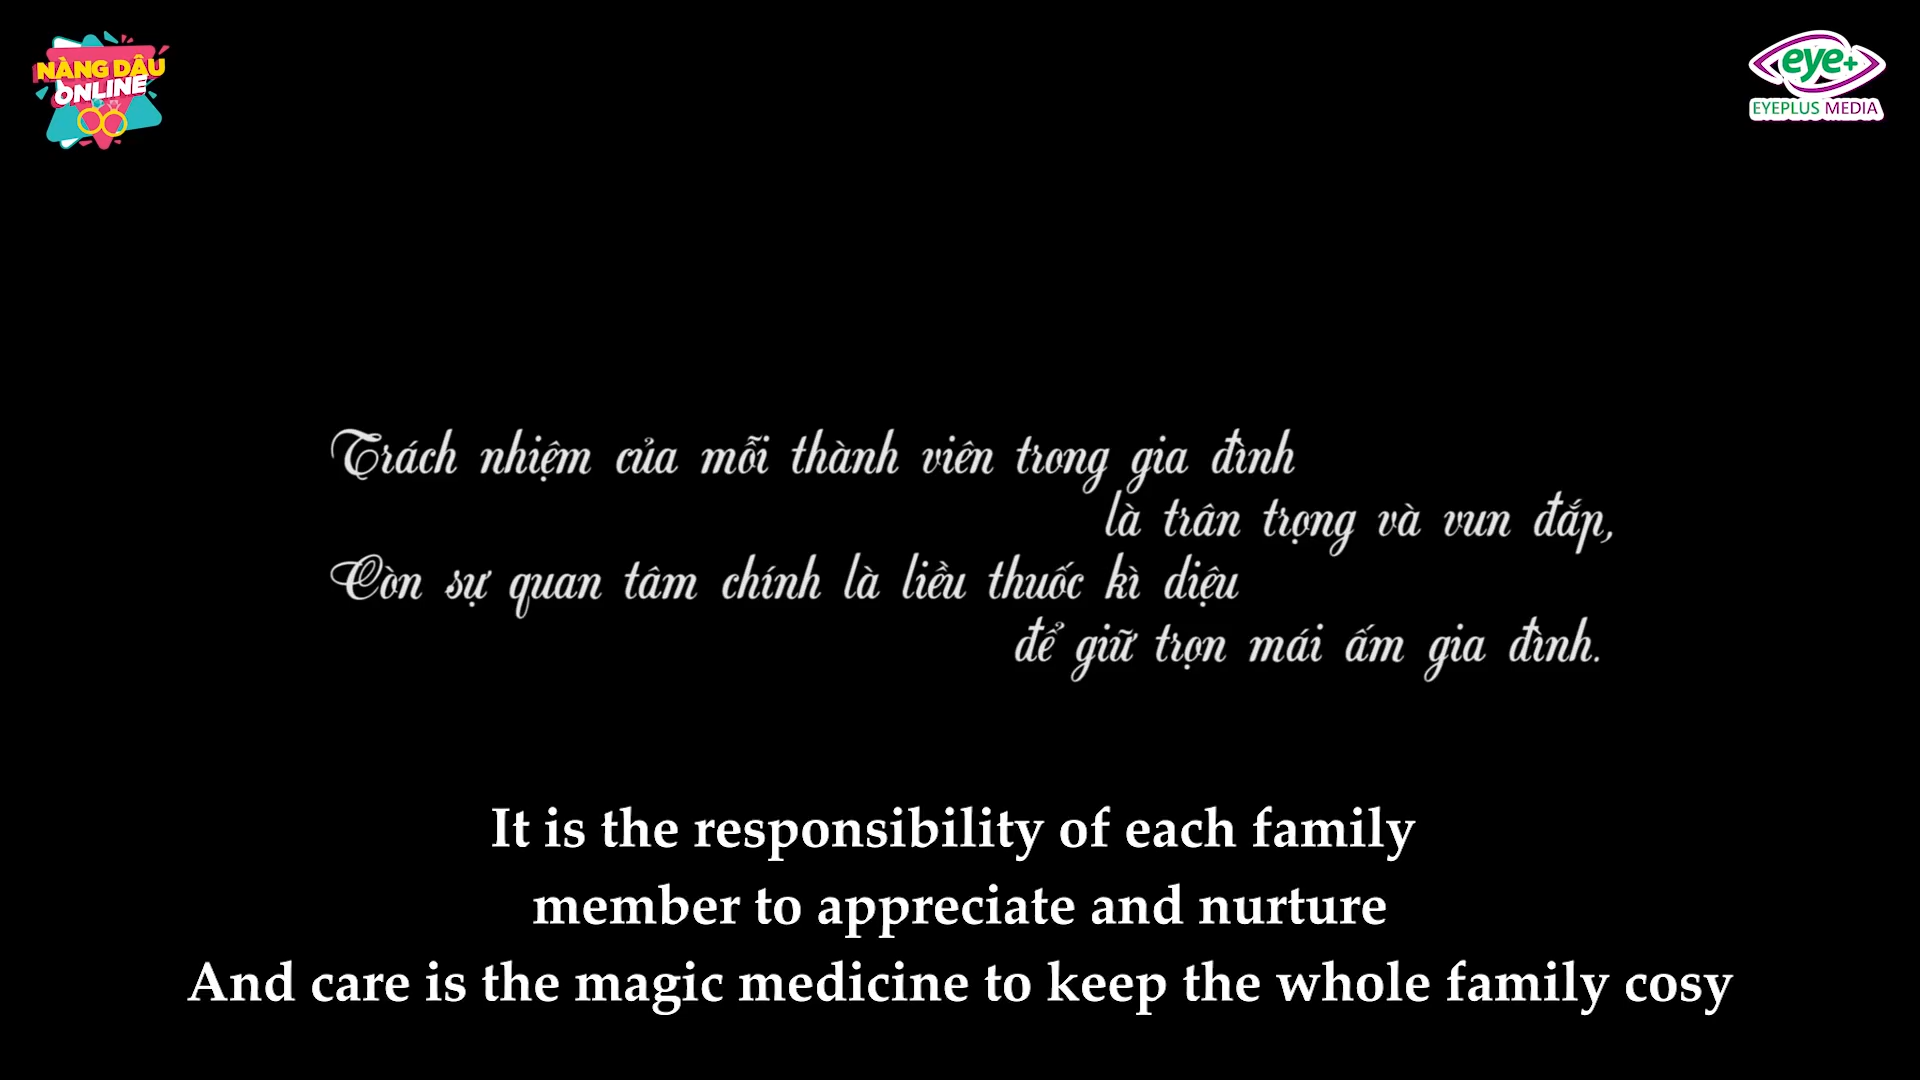 NÀNG DÂU
ONLINE
eye+
EYEPLUS MEDIA
Trách nhiệm của mỗi thành viên trong gia đình
là trân trọng và vun đắp,
Còn sự quan tâm chính là liều thuốc kì diệu
để giữ trọn mái ấm gia đình.
It is the responsibility of each family
member to appreciate and nurture
And care is the magic medicine to keep the whole family cosy